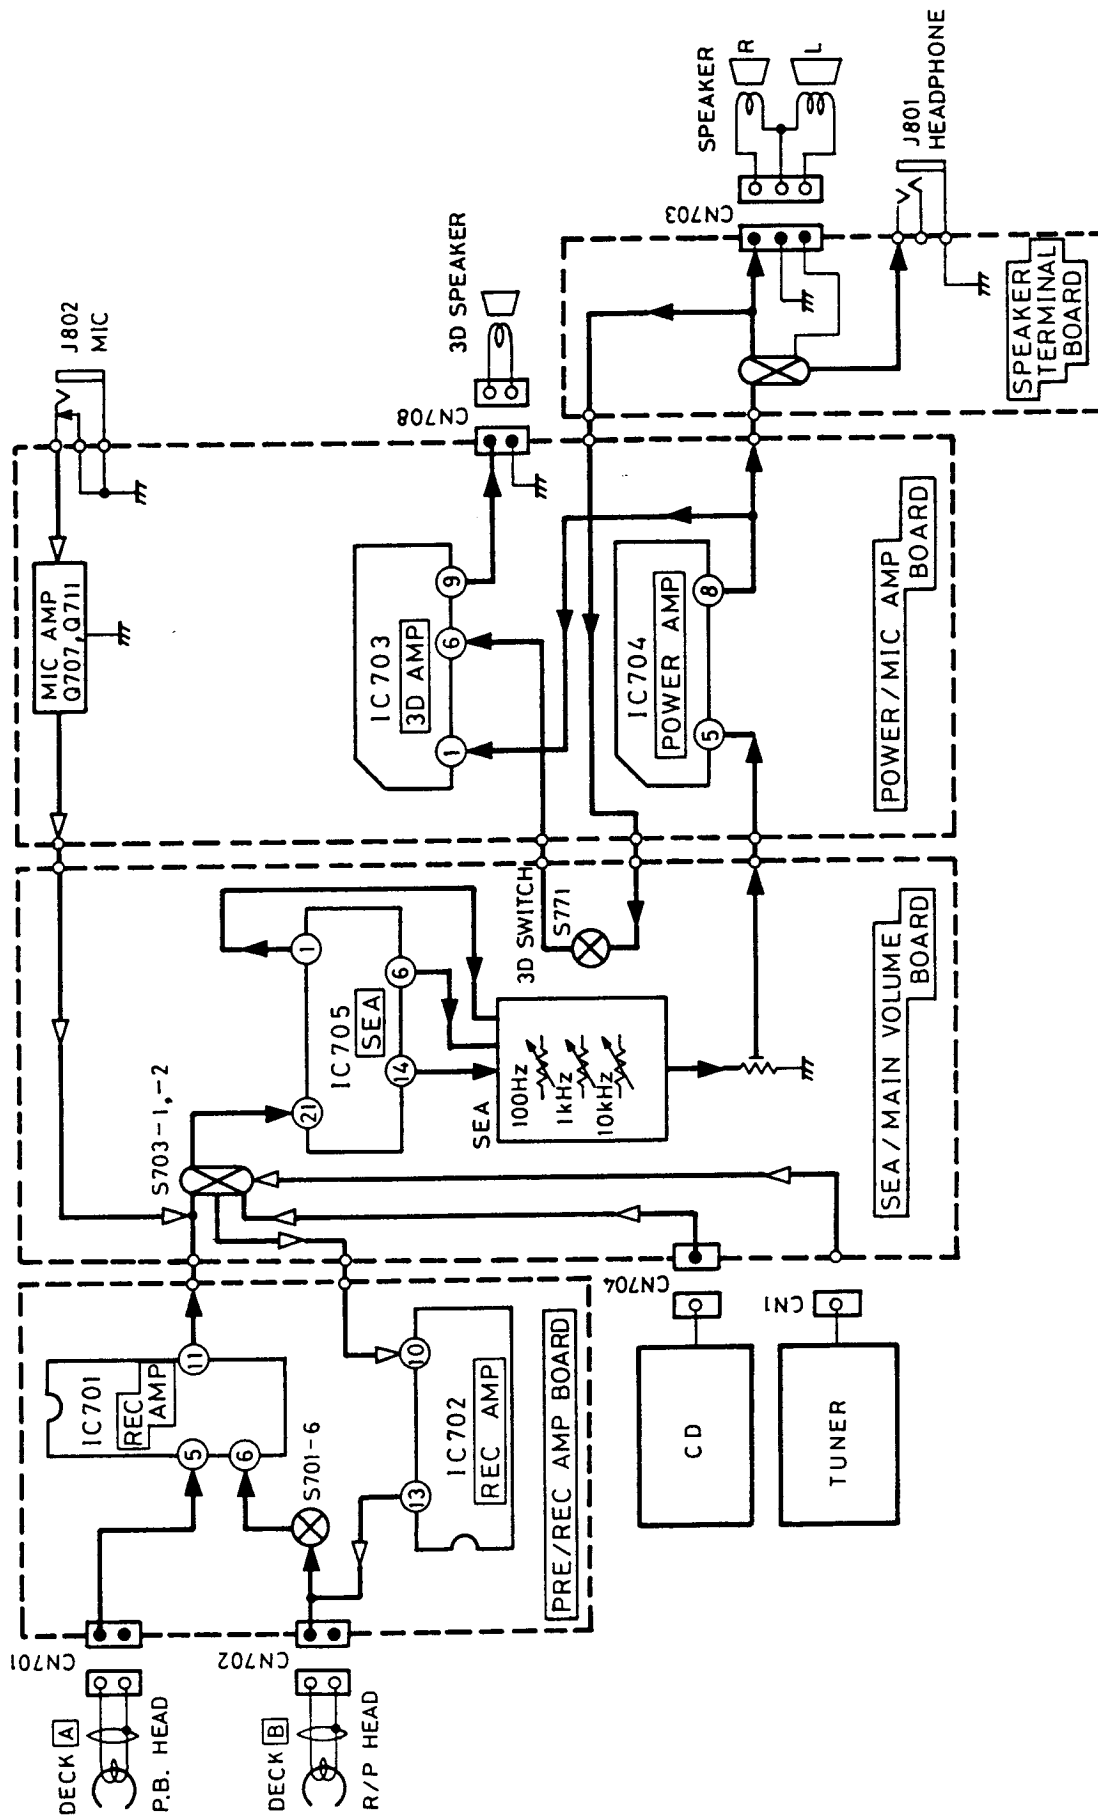 DECK A
P.B. HEAD
CN701
DECK B
R/P HEAD
CN702
IC701
REC
AMP
5
6
11
S701-6
IC702
REC AMP
13
10
PRE/REC AMP BOARD
CD
CN704
TUNER
CN1
S703-1,-2
IC705
SEA
21
1
14
6
SEA
100Hz
1kHz
10kHz
3D SWITCH
S771
SEA/MAIN VOLUME
BOARD
MIC AMP
Q707,Q711
J802
MIC
IC703
3D AMP
1
6
9
CN708
3D SPEAKER
IC704
POWER AMP
5
8
POWER/MIC AMP
BOARD
CN703
SPEAKER
R
L
J801
HEADPHONE
SPEAKER
TERMINAL
BOARD